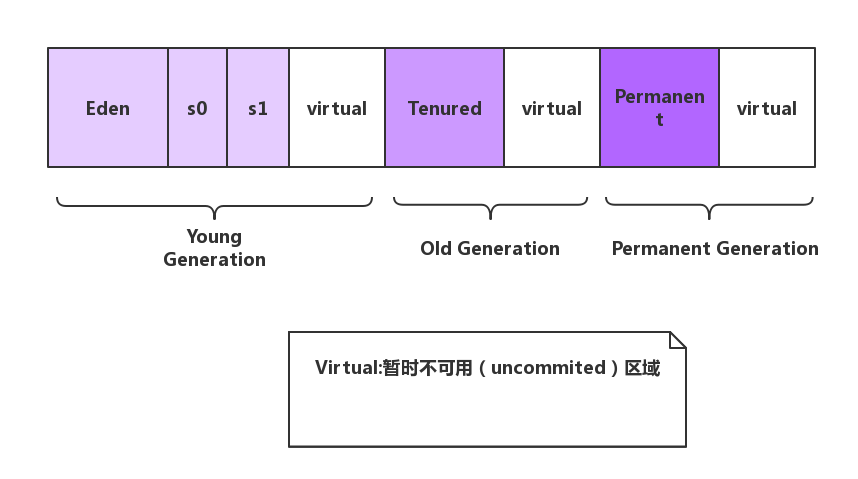 Eden
s0
s1
virtual
Tenured
virtual
Permanen
t
virtual
Young
Generation
Old Generation
Permanent Generation
Virtual:暂时不可用（uncommited）区域